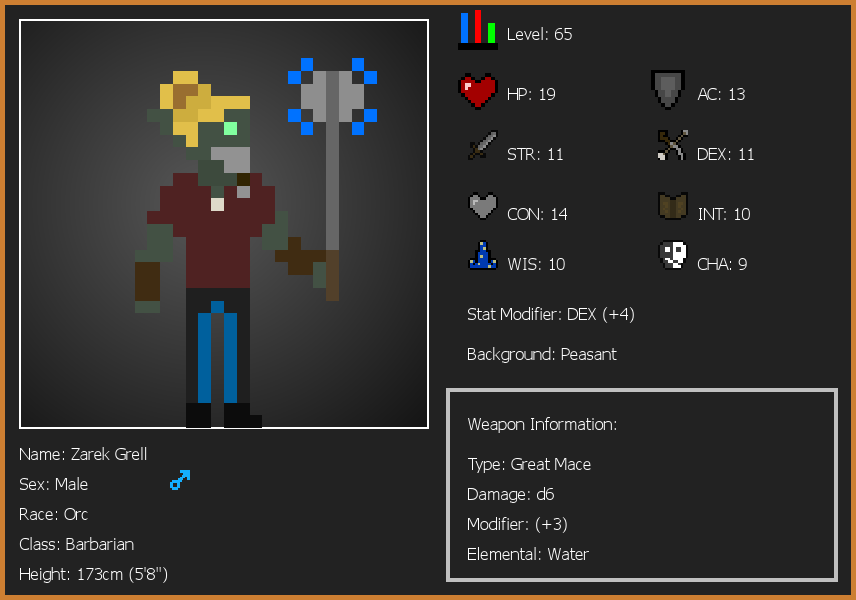 Level: 65
HP: 19
AC: 13
STR: 11
DEX: 11
CON: 14
INT: 10
WIS: 10
CHA: 9
Stat Modifier: DEX (+4)
Background: Peasant
Weapon Information:
Type: Great Mace
Damage: d6
Modifier: (+3)
Elemental: Water
Name: Zarek Grell
Sex: Male
Race: Orc
Class: Barbarian
Height: 173cm (5'8")